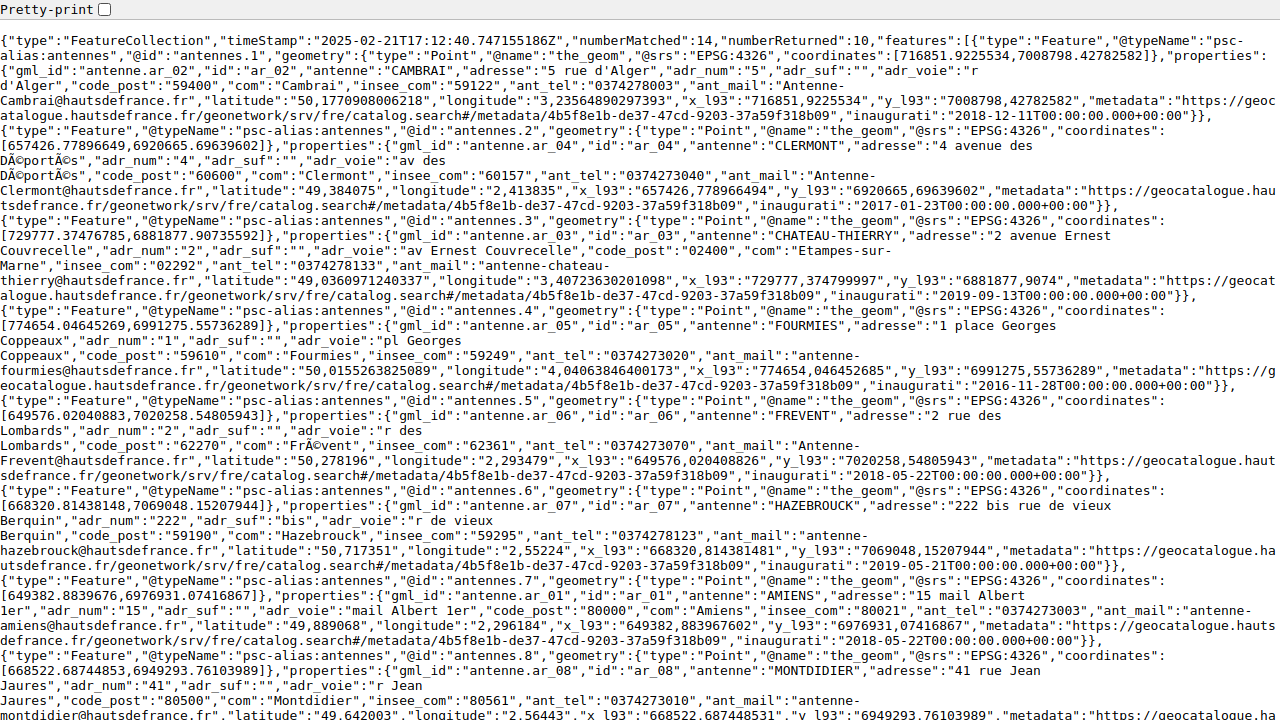 Pretty-print
{"type":"FeatureCollection","timeStamp":"2025-02-21T17:12:40.747155186Z","numberMatched":14,"numberReturned":10,"features":[{"type":"Feature","@typeName":"psc-
alias:antennes","@id":"antennes.1","geometry":{"type":"Point","@name":"the_geom","@srs":"EPSG:4326","coordinates":[716851.9225534,7008798.42782582]},"properties":
{"gml_id":"antenne.ar_02","id":"ar_02","antenne":"CAMBRAI","adresse":"5 rue d'Alger","adr_num":"5","adr_suf":"","adr_voie":"r
d'Alger","code_post":"59400","com":"Cambrai","insee_com":"59122","ant_tel":"0374278003","ant_mail":"Antenne-
Cambrai@hautsdefrance.fr","latitude":"50,1770908006218","longitude":"3,23564890297393","x_l93":"716851,9225534","y_l93":"7008798,42782582","metadata":"https://geoc
atalogue.hautsdefrance.fr/geonetwork/srv/fre/catalog.search#/metadata/4b5f8e1b-de37-47cd-9203-37a59f318b09","inaugurati":"2018-12-11T00:00:00.000+00:00"}},
{"type":"Feature","@typeName":"psc-alias:antennes","@id":"antennes.2","geometry":{"type":"Point","@name":"the_geom","@srs":"EPSG:4326","coordinates":
[657426.77896649,6920665.69639602]},"properties":{"gml_id":"antenne.ar_04","id":"ar_04","antenne":"CLERMONT","adresse":"4 avenue des
DÃ©portÃ©s","adr_num":"4","adr_suf":"","adr_voie":"av des
DÃ©portÃ©s","code_post":"60600","com":"Clermont","insee_com":"60157","ant_tel":"0374273040","ant_mail":"Antenne-
Clermont@hautsdefrance.fr","latitude":"49,384075","longitude":"2,413835","x_l93":"657426,778966494","y_l93":"6920665,69639602","metadata":"https://geocatalogue.hau
tsdefrance.fr/geonetwork/srv/fre/catalog.search#/metadata/4b5f8e1b-de37-47cd-9203-37a59f318b09","inaugurati":"2017-01-23T00:00:00.000+00:00"}},
{"type":"Feature","@typeName":"psc-alias:antennes","@id":"antennes.3","geometry":{"type":"Point","@name":"the_geom","@srs":"EPSG:4326","coordinates":
[729777.37476785,6881877.90735592]},"properties":{"gml_id":"antenne.ar_03","id":"ar_03","antenne":"CHATEAU-THIERRY","adresse":"2 avenue Ernest
Couvrecelle","adr_num":"2","adr_suf":"","adr_voie":"av Ernest Couvrecelle","code_post":"02400","com":"Etampes-sur-
Marne","insee_com":"02292","ant_tel":"0374278133","ant_mail":"antenne-chateau-
thierry@hautsdefrance.fr","latitude":"49,0360971240337","longitude":"3,40723630201098","x_l93":"729777,374799997","y_l93":"6881877,9074","metadata":"https://geocat
alogue.hautsdefrance.fr/geonetwork/srv/fre/catalog.search#/metadata/4b5f8e1b-de37-47cd-9203-37a59f318b09","inaugurati":"2019-09-13T00:00:00.000+00:00"}},
{"type":"Feature","@typeName":"psc-alias:antennes","@id":"antennes.4","geometry":{"type":"Point","@name":"the_geom","@srs":"EPSG:4326","coordinates":
[774654.04645269,6991275.55736289]},"properties":{"gml_id":"antenne.ar_05","id":"ar_05","antenne":"FOURMIES","adresse":"1 place Georges
Coppeaux","adr_num":"1","adr_suf":"","adr_voie":"pl Georges
Coppeaux","code_post":"59610","com":"Fourmies","insee_com":"59249","ant_tel":"0374273020","ant_mail":"antenne-
fourmies@hautsdefrance.fr","latitude":"50,0155263825089","longitude":"4,04063846400173","x_l93":"774654,046452685","y_l93":"6991275,55736289","metadata":"https://g
eocatalogue.hautsdefrance.fr/geonetwork/srv/fre/catalog.search#/metadata/4b5f8e1b-de37-47cd-9203-37a59f318b09","inaugurati":"2016-11-28T00:00:00.000+00:00"}},
{"type":"Feature","@typeName":"psc-alias:antennes","@id":"antennes.5","geometry":{"type":"Point","@name":"the_geom","@srs":"EPSG:4326","coordinates":
[649576.02040883,7020258.54805943]},"properties":{"gml_id":"antenne.ar_06","id":"ar_06","antenne":"FREVENT","adresse":"2 rue des
Lombards","adr_num":"2","adr_suf":"","adr_voie":"r des
Lombards","code_post":"62270","com":"FrÃ©vent","insee_com":"62361","ant_tel":"0374273070","ant_mail":"Antenne-
Frevent@hautsdefrance.fr","latitude":"50,278196","longitude":"2,293479","x_l93":"649576,020408826","y_l93":"7020258,54805943","metadata":"https://geocatalogue.haut
sdefrance.fr/geonetwork/srv/fre/catalog.search#/metadata/4b5f8e1b-de37-47cd-9203-37a59f318b09","inaugurati":"2018-05-22T00:00:00.000+00:00"}},
{"type":"Feature","@typeName":"psc-alias:antennes","@id":"antennes.6","geometry":{"type":"Point","@name":"the_geom","@srs":"EPSG:4326","coordinates":
[668320.81438148,7069048.15207944]},"properties":{"gml_id":"antenne.ar_07","id":"ar_07","antenne":"HAZEBROUCK","adresse":"222 bis rue de vieux
Berquin","adr_num":"222","adr_suf":"bis","adr_voie":"r de vieux
Berquin","code_post":"59190","com":"Hazebrouck","insee_com":"59295","ant_tel":"0374278123","ant_mail":"antenne-
hazebrouck@hautsdefrance.fr","latitude":"50,717351","longitude":"2,55224","x_l93":"668320,814381481","y_l93":"7069048,15207944","metadata":"https://geocatalogue.ha
utsdefrance.fr/geonetwork/srv/fre/catalog.search#/metadata/4b5f8e1b-de37-47cd-9203-37a59f318b09","inaugurati":"2019-05-21T00:00:00.000+00:00"}},
{"type":"Feature","@typeName":"psc-alias:antennes","@id":"antennes.7","geometry":{"type":"Point","@name":"the_geom","@srs":"EPSG:4326","coordinates":
[649382.8839676,6976931.07416867]},"properties":{"gml_id":"antenne.ar_01","id":"ar_01","antenne":"AMIENS","adresse":"15 mail Albert
1er","adr_num":"15","adr_suf":"","adr_voie":"mail Albert 1er","code_post":"80000","com":"Amiens","insee_com":"80021","ant_tel":"0374273003","ant_mail":"antenne-
amiens@hautsdefrance.fr","latitude":"49,889068","longitude":"2,296184","x_l93":"649382,883967602","y_l93":"6976931,07416867","metadata":"https://geocatalogue.hauts
defrance.fr/geonetwork/srv/fre/catalog.search#/metadata/4b5f8e1b-de37-47cd-9203-37a59f318b09","inaugurati":"2018-05-22T00:00:00.000+00:00"}},
{"type":"Feature","@typeName":"psc-alias:antennes","@id":"antennes.8","geometry":{"type":"Point","@name":"the_geom","@srs":"EPSG:4326","coordinates":
[668522.68744853,6949293.76103989]},"properties":{"gml_id":"antenne.ar_08","id":"ar_08","antenne":"MONTDIDIER","adresse":"41 rue Jean
Jaures","adr_num":"41","adr_suf":"","adr_voie":"r Jean
Jaures","code_post":"80500","com":"Montdidier","insee_com":"80561","ant_tel":"0374273010","ant_mail":"antenne-
montdidier@hautsdefrance.fr","latitude":"49,642003","longitude":"2,56443","x_l93":"668522,687448531","y_l93":"6949293,76103989","metadata":"https://geocatalogue.ha